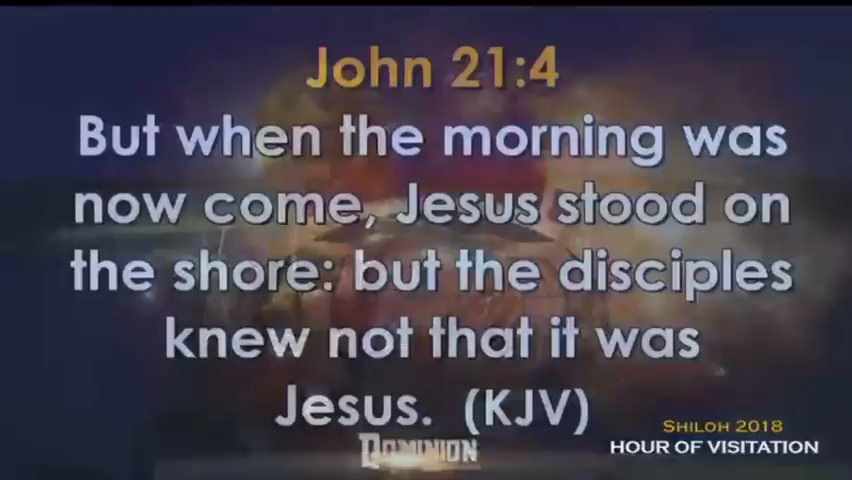 John 21:4
But when the morning was
now come, Jesus stood on
the shore: but the disciples
knew not that it was
Jesus. (KJV)
DOMINION
SHILOH 2018
HOUR OF VISITATION